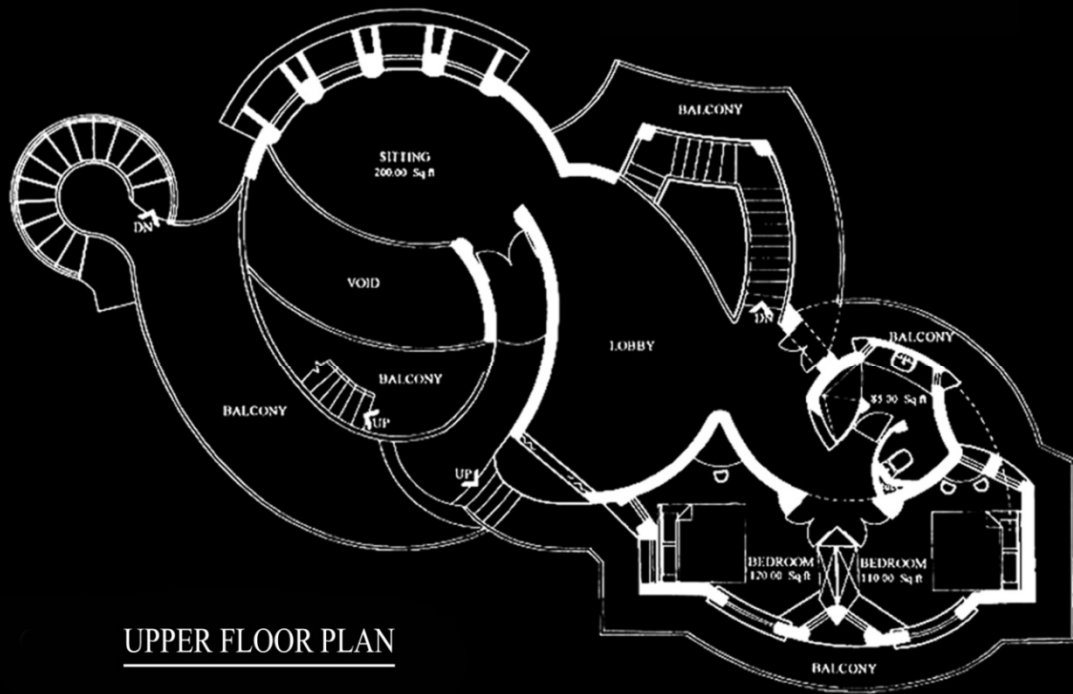 BALCONY
SITTING
200.00 Sq ft
DN
VOID
DN
BALCONY
LOBBY
BALCONY
85.00 Sq ft
BALCONY
UP
UP
BEDROOM
120.00 Sq ft
BEDROOM
110.00 Sq ft
UPPER FLOOR PLAN
BALCONY